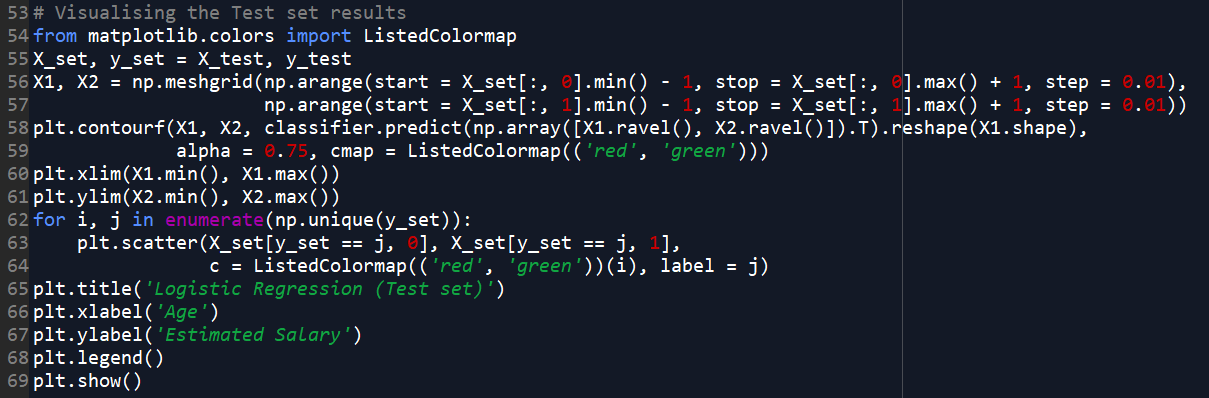 53 # Visualising the Test set results
54 from matplotlib.colors import ListedColormap
55 X_set, y_set = X_test, y_test
56 X1, X2 = np.meshgrid(np.arange(start = X_set[:, 0].min() - 1, stop = X_set[:, 0].max() + 1, step = 0.01),
57                      np.arange(start = X_set[:, 1].min() - 1, stop = X_set[:, 1].max() + 1, step = 0.01))
58 plt.contourf(X1, X2, classifier.predict(np.array([X1.ravel(), X2.ravel()]).T).reshape(X1.shape),
59              alpha = 0.75, cmap = ListedColormap(('red', 'green')))
60 plt.xlim(X1.min(), X1.max())
61 plt.ylim(X2.min(), X2.max())
62 for i, j in enumerate(np.unique(y_set)):
63     plt.scatter(X_set[y_set == j, 0], X_set[y_set == j, 1],
64                 c = ListedColormap(('red', 'green'))(i), label = j)
65 plt.title('Logistic Regression (Test set)')
66 plt.xlabel('Age')
67 plt.ylabel('Estimated Salary')
68 plt.legend()
69 plt.show()